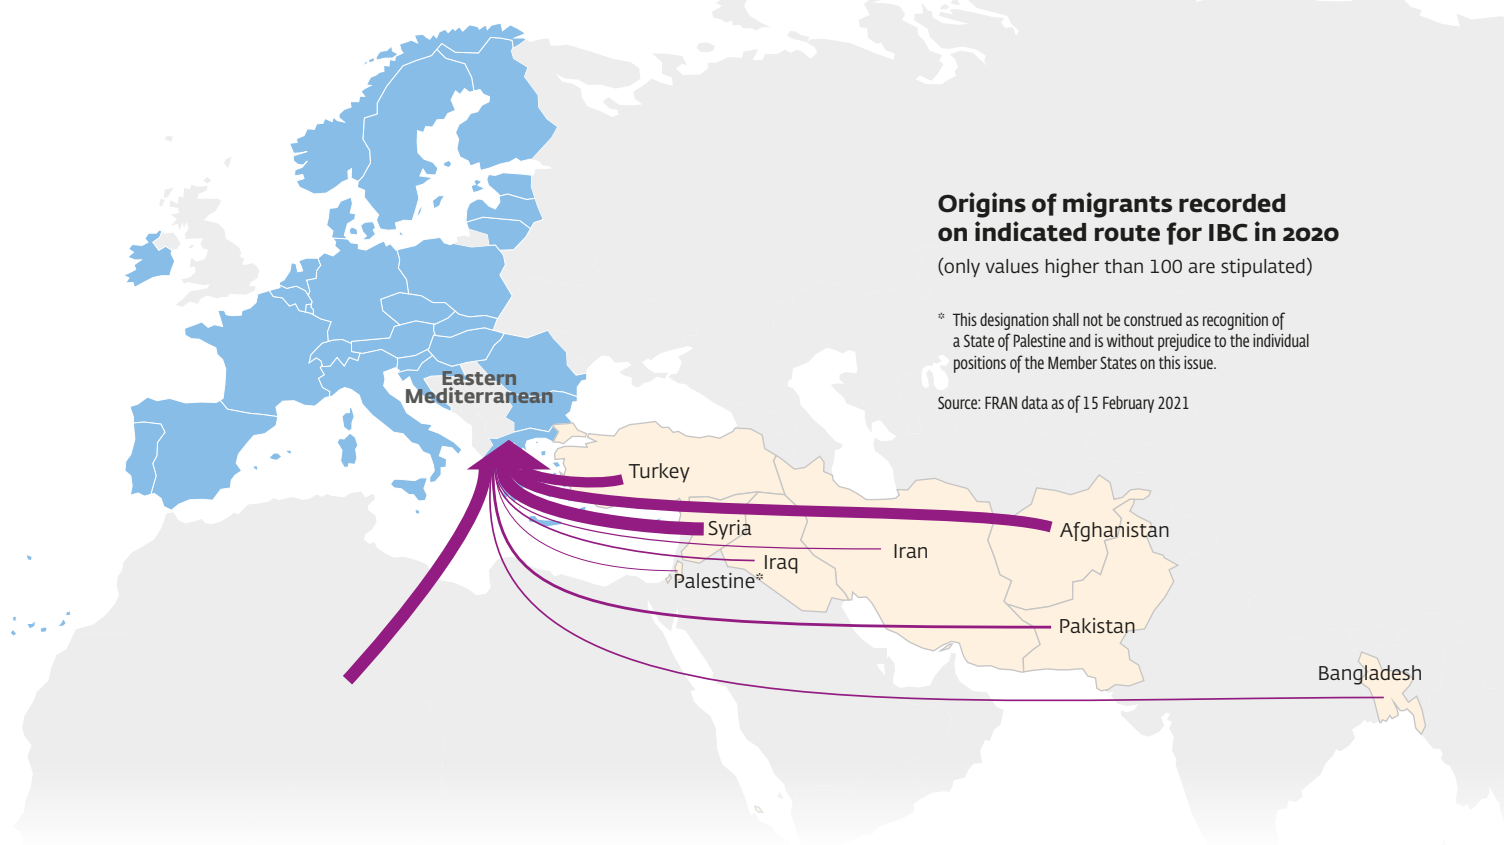 Origins of migrants recorded
on indicated route for IBC in 2020
(only values higher than 100 are stipulated)
* This designation shall not be construed as recognition of
a State of Palestine and is without prejudice to the individual
positions of the Member States on this issue.
Source: FRAN data as of 15 February 2021
Eastern
Mediterranean
Turkey
Syria
Afghanistan
Iran
Iraq
Palestine*
Pakistan
Bangladesh